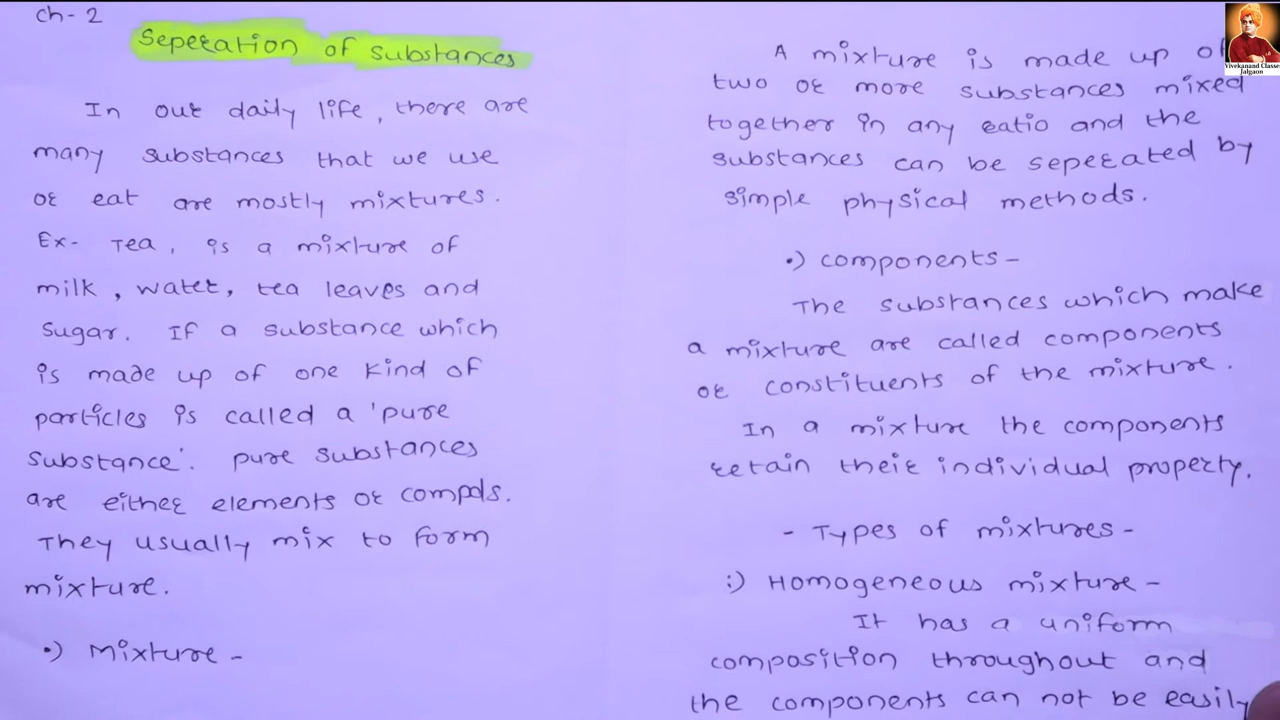 Ch- 2
Seperation of substances
In our daily life, there are
many substances that we use
or eat are mostly mixtures.
Ex- Tea, is a mixture of
milk, water, tea leaves and
sugar. If a substance which
is made up of one kind of
particles is called a 'pure
substance'. pure substances
are either elements or compds.
They usually mix to form
mixture.
•) Mixture -
A mixture is made up of
two or more substances mixed
together in any ratio and the
substances can be seperated by
simple physical methods.
•) components -
The substances which make
a mixture are called components
or constituents of the mixture.
In a mixture the components
retain their individual property.
- Types of mixtures -
:) Homogeneous mixture -
It has a uniform
composition throughout and
the components can not be easily
Vivekanand Classes
Jalgaon